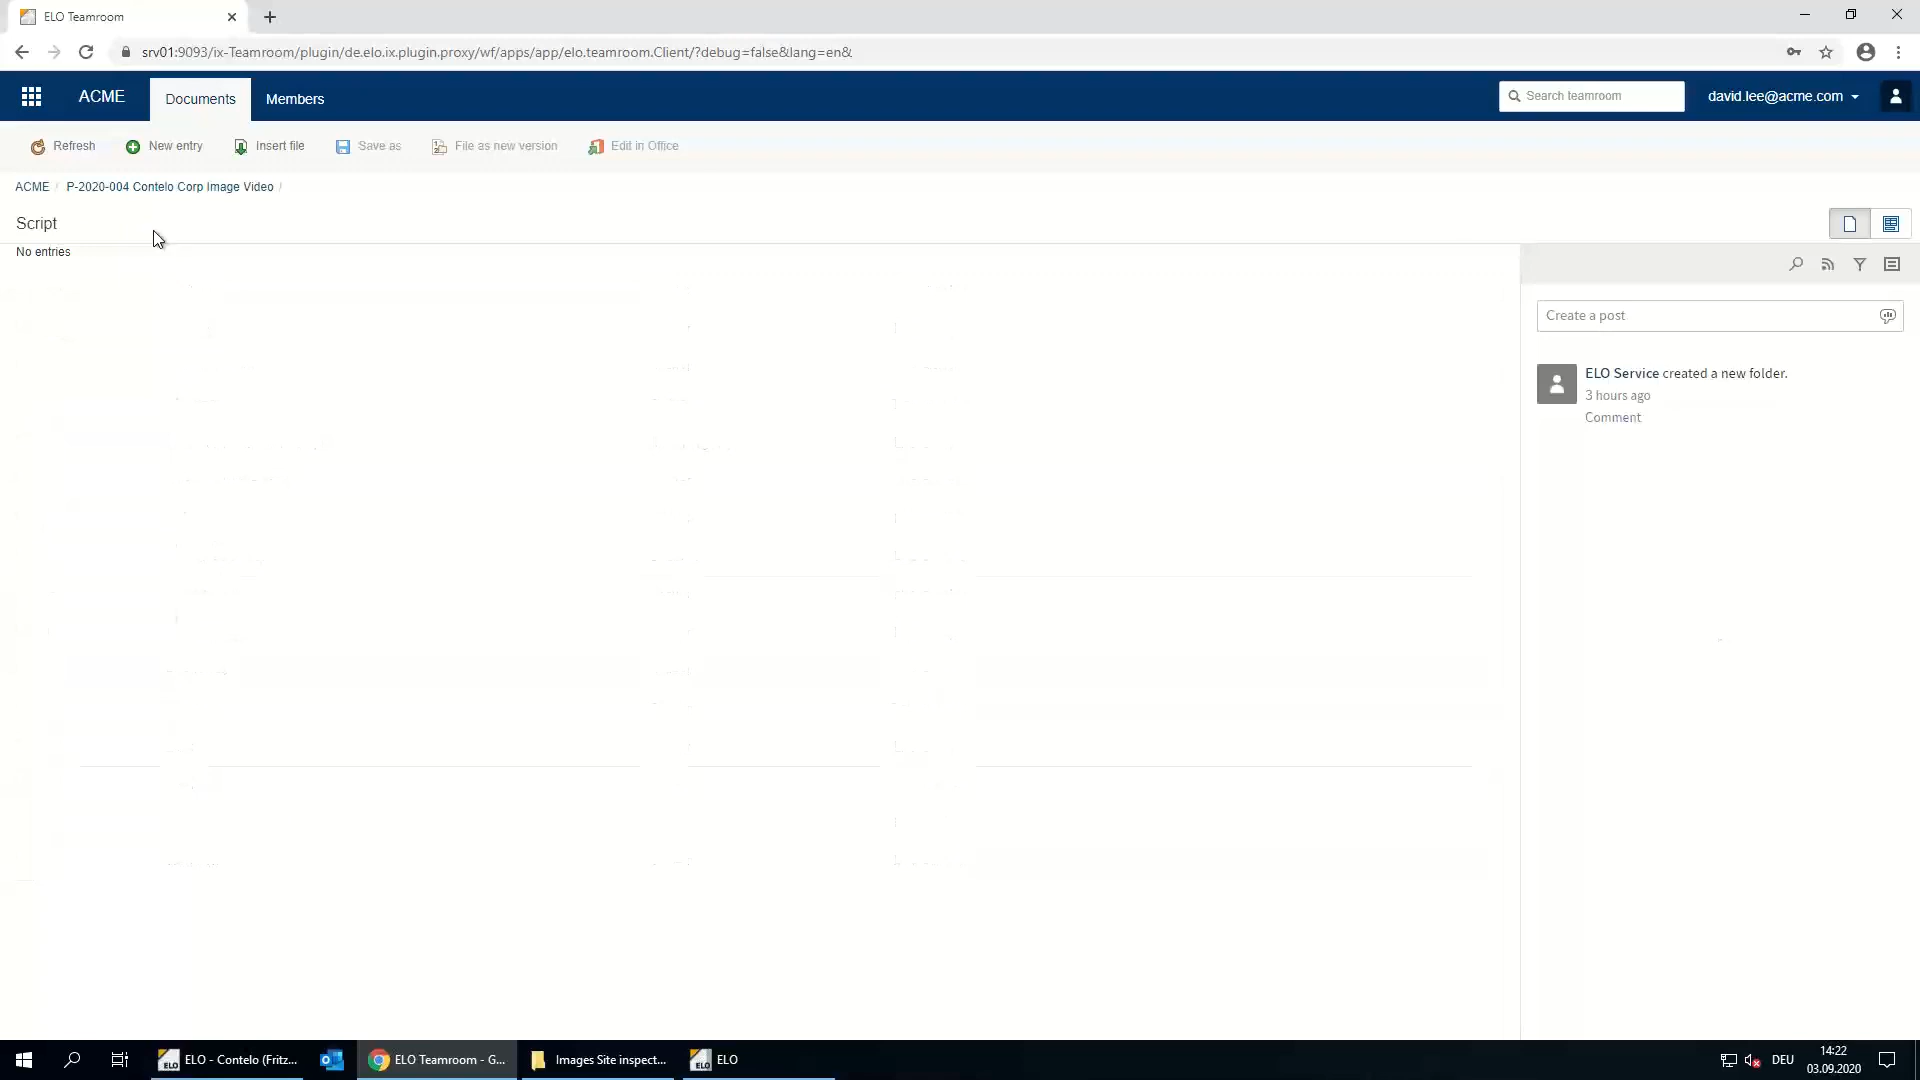 ELO Teamroom
srv01:9093/ix-Teamroom/plugin/de.elo.ix.plugin.proxy/wf/apps/app/elo.teamroom.Client/?debug=false&lang=en&
ACME
Documents
Members
Search teamroom
david.lee@acme.com
Refresh
New entry
Insert file
Save as
File as new version
Edit in Office
ACME / P-2020-004 Contelo Corp Image Video /
Script
No entries
Create a post
ELO Service created a new folder.
3 hours ago
Comment
ELO - Contelo (Fritz...
ELO Teamroom - G...
Images Site inspect...
ELO
DEU
14:22
03.09.2020